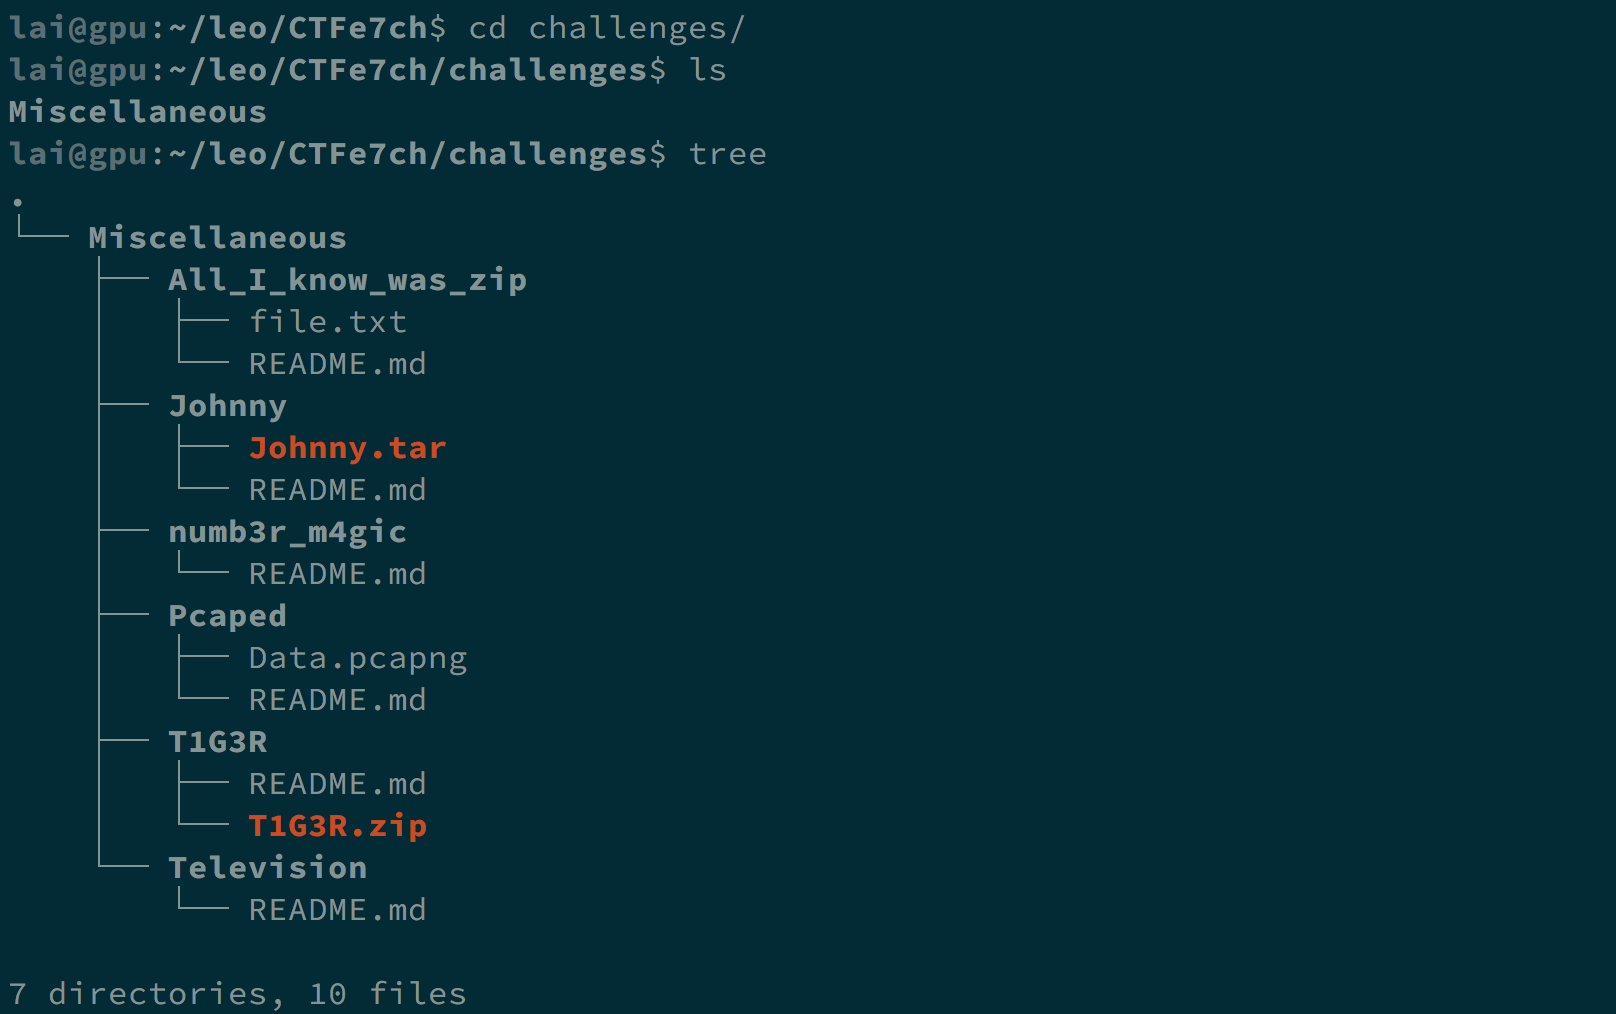 lai@gpu:~/leo/CTFe7ch$ cd challenges/
lai@gpu:~/leo/CTFe7ch/challenges$ ls
Miscellaneous
lai@gpu:~/leo/CTFe7ch/challenges$ tree
.
└── Miscellaneous
    ├── All_I_know_was_zip
    │   ├── file.txt
    │   └── README.md
    ├── Johnny
    │   ├── Johnny.tar
    │   └── README.md
    ├── numb3r_m4gic
    │   └── README.md
    ├── Pcaped
    │   ├── Data.pcapng
    │   └── README.md
    ├── T1G3R
    │   ├── README.md
    │   └── T1G3R.zip
    └── Television
        └── README.md

7 directories, 10 files